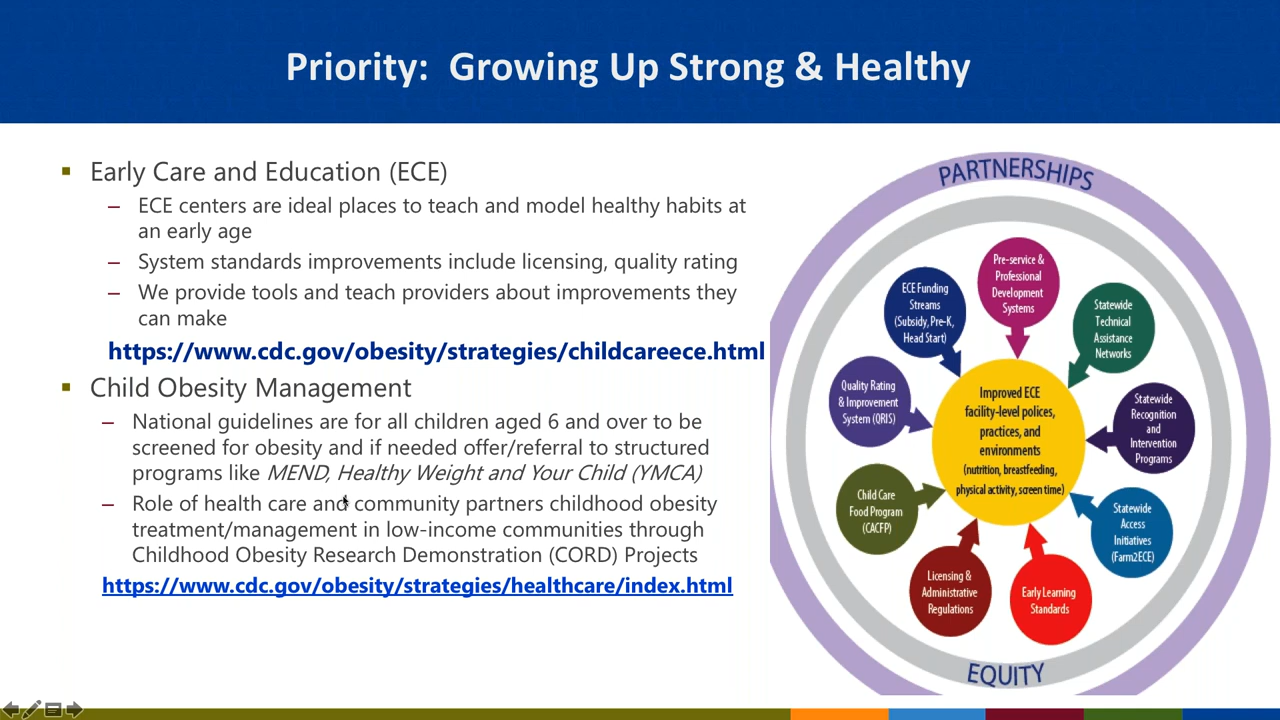 Priority:  Growing Up Strong & Healthy
Early Care and Education (ECE)
– ECE centers are ideal places to teach and model healthy habits at
an early age
– System standards improvements include licensing, quality rating
– We provide tools and teach providers about improvements they
can make
https://www.cdc.gov/obesity/strategies/childcareece.html
Child Obesity Management
– National guidelines are for all children aged 6 and over to be
screened for obesity and if needed offer/referral to structured
programs like MEND, Healthy Weight and Your Child (YMCA)
– Role of health care and community partners childhood obesity
treatment/management in low-income communities through
Childhood Obesity Research Demonstration (CORD) Projects
https://www.cdc.gov/obesity/strategies/healthcare/index.html
PARTNERSHIPS
Pre-service &
Professional
Development
Systems
Statewide
Technical
Assistance
Networks
Statewide
Recognition
and
Intervention
Programs
Statewide
Access
Initiatives
(Farm2ECE)
Early Learning
Standards
Licensing &
Administrative
Regulations
Child Care
Food Program
(CACFP)
Quality Rating
& Improvement
System (QRIS)
ECE Funding
Streams
(Subsidy, Pre-K,
Head Start)
Improved ECE
facility-level polices,
practices, and
environments
(nutrition, breastfeeding,
physical activity, screen time)
EQUITY